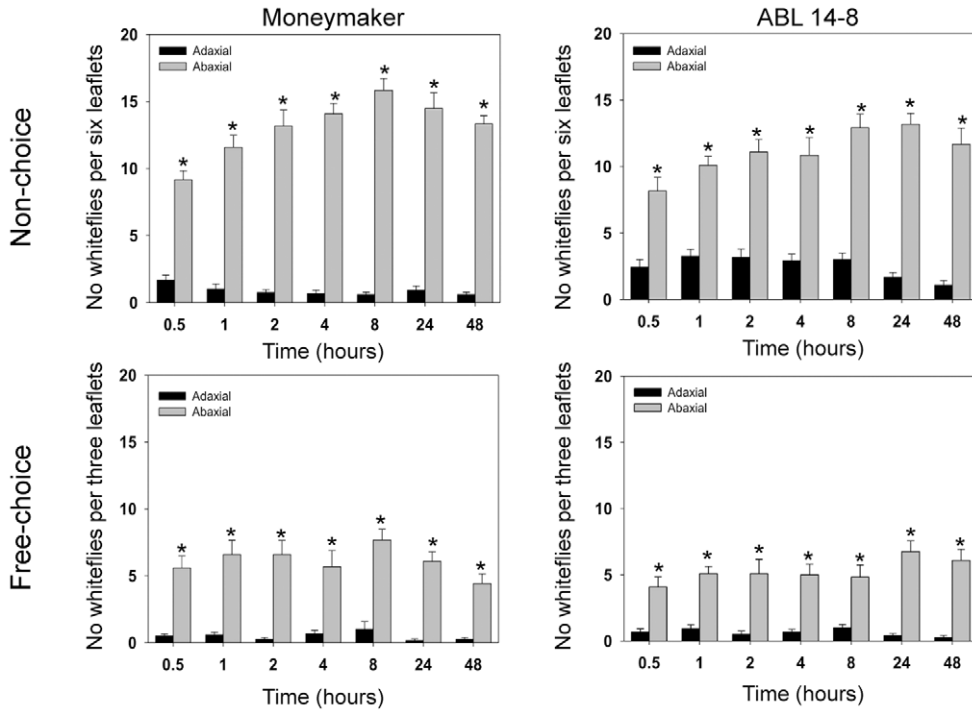 Moneymaker
ABL 14-8
Non-choice
No whiteflies per six leaflets
20
15
10
5
0
Adaxial
Abaxial
* * * * * * *
0.5 1 2 4 8 24 48
Time (hours)
No whiteflies per six leaflets
20
15
10
5
0
Adaxial
Abaxial
* * * * * * *
0.5 1 2 4 8 24 48
Time (hours)
Free-choice
No whiteflies per three leaflets
20
15
10
5
0
Adaxial
Abaxial
* * * * * * *
0.5 1 2 4 8 24 48
Time (hours)
No whiteflies per three leaflets
20
15
10
5
0
Adaxial
Abaxial
* * * * * * *
0.5 1 2 4 8 24 48
Time (hours)